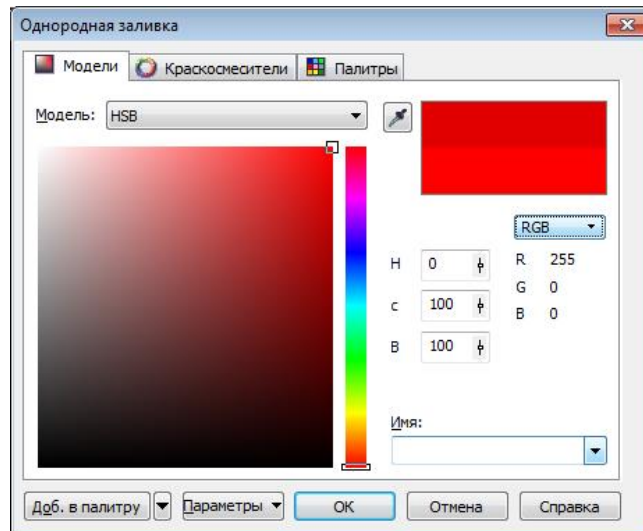 Однородная заливка
Модели Краскосмесители Палитры
Модель: HSB
RGB
H 0 R 255
G 0
с 100
B 0
B 100
Имя:
Доб. в палитру Параметры ОК Отмена Справка